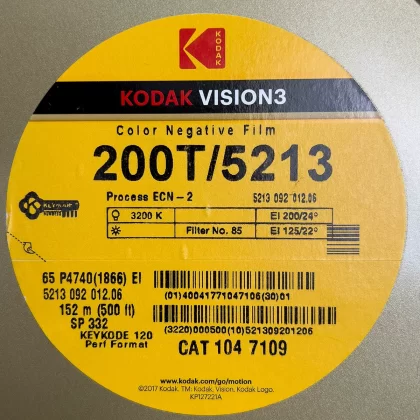 KODAK
KODAK VISION3
Color Negative Film
200T/5213
Process ECN-2 5213 092 012.06
3200 K EI 200/24°
Filter No. 85 EI 125/22°
65 P4740(1866) EI
5213 092 012.06
152 m (500 ft)
SP 332
KEYKODE 120
Perf Format
(01)40041771047106(30)01
(3220)000500(10)521309201206
CAT 104 7109
www.kodak.com/go/motion
©2017 Kodak. TM: Kodak, Vision, Kodak Logo.
KP127221A